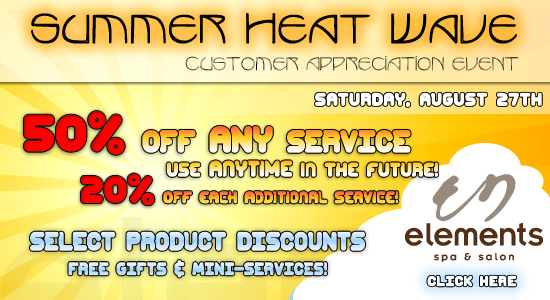 SUMMER HEAT WAVE
CUSTOMER APPRECIATION EVENT
SATURDAY, AUGUST 27TH
50% OFF ANY SERVICE
USE ANYTIME IN THE FUTURE!
20% OFF EACH ADDITIONAL SERVICE!
SELECT PRODUCT DISCOUNTS
FREE GIFTS & MINI-SERVICES!
elements
spa & salon
CLICK HERE